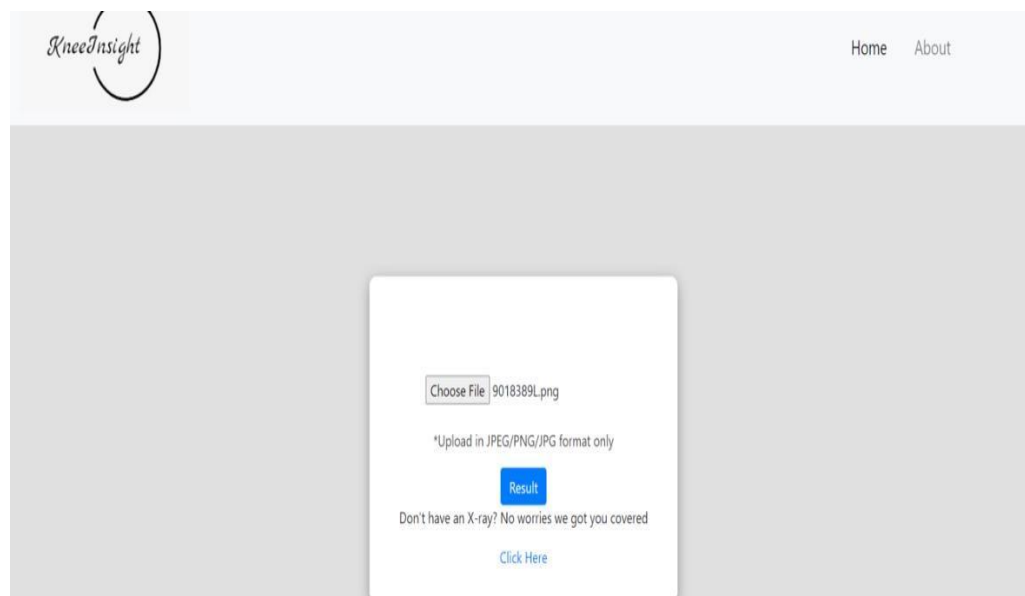 KneeInsight
Home About
Choose File 9018389L.png
*Upload in JPEG/PNG/JPG format only
Result
Don't have an X-ray? No worries we got you covered
Click Here